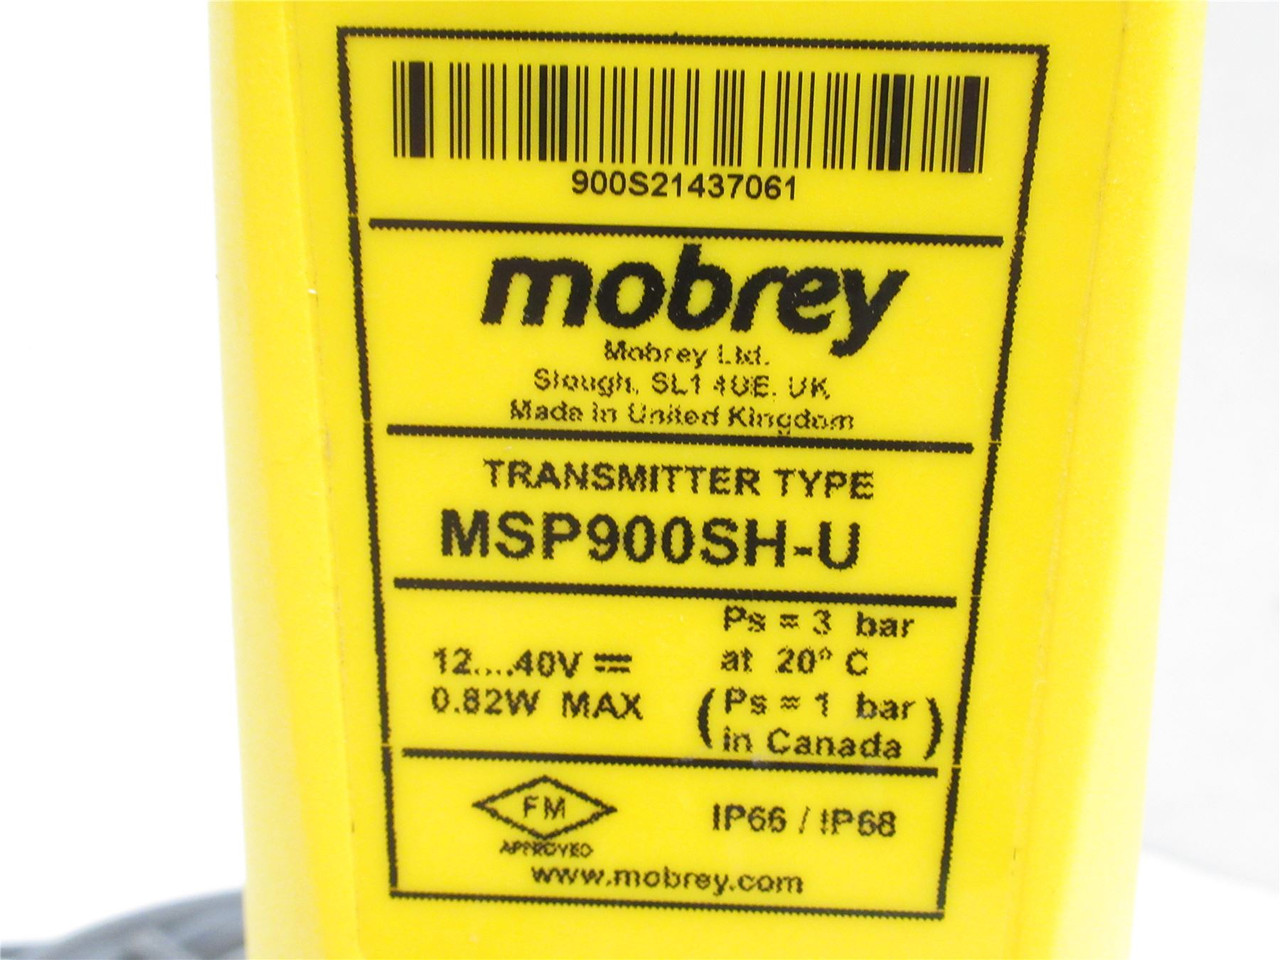 900S21437061
mobrey
Mobrey Ltd.
Slough, SL1 4UE, UK
Made in United Kingdom
TRANSMITTER TYPE
MSP900SH-U
12....40V ⎓
0.82W MAX
Ps = 3 bar
at 20° C
(Ps = 1 bar
in Canada)
FM
APPROVED
IP66 / IP68
www.mobrey.com